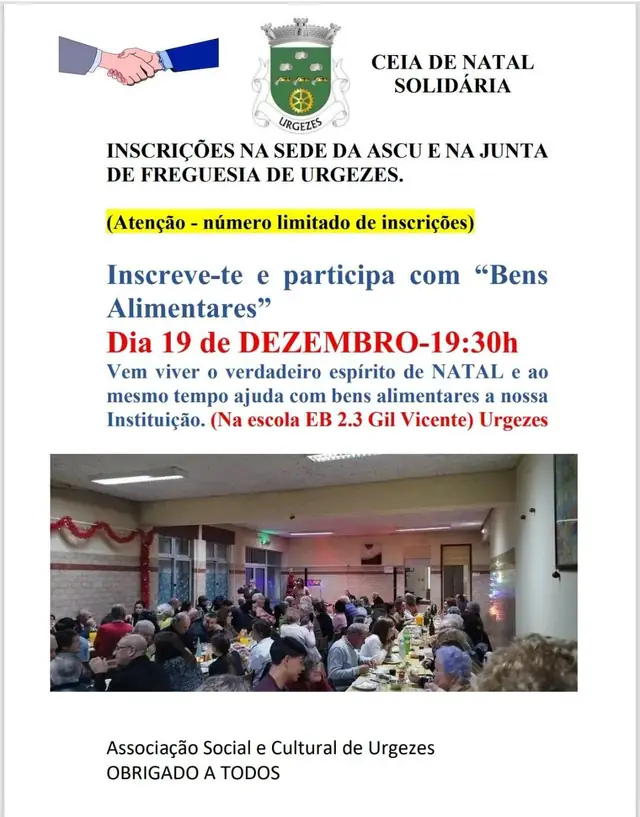 URGEZES
CEIA DE NATAL
SOLIDÁRIA
INSCRIÇÕES NA SEDE DA ASCU E NA JUNTA
DE FREGUESIA DE URGEZES.
(Atenção - número limitado de inscrições)
Inscreve-te e participa com “Bens
Alimentares”
Dia 19 de DEZEMBRO-19:30h
Vem viver o verdadeiro espírito de NATAL e ao
mesmo tempo ajuda com bens alimentares a nossa
Instituição. (Na escola EB 2.3 Gil Vicente) Urgezes
Associação Social e Cultural de Urgezes
OBRIGADO A TODOS